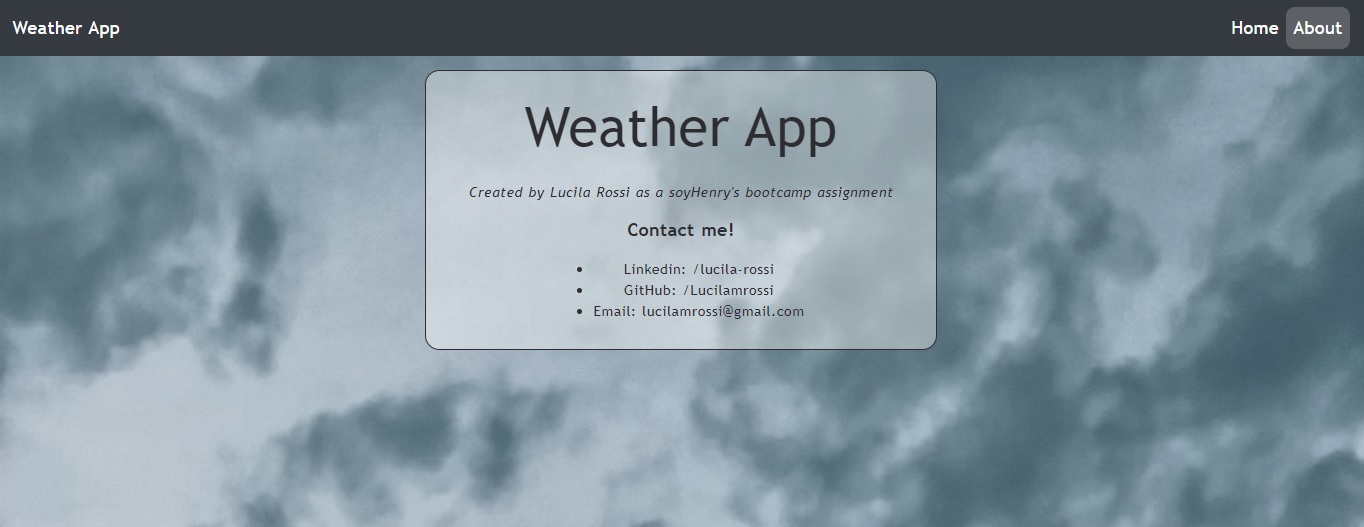 Weather App
Home About
Weather App
Created by Lucila Rossi as a soyHenry's bootcamp assignment
Contact me!
• Linkedin: /lucila-rossi
• GitHub: /Lucilamrossi
• Email: lucilamrossi@gmail.com